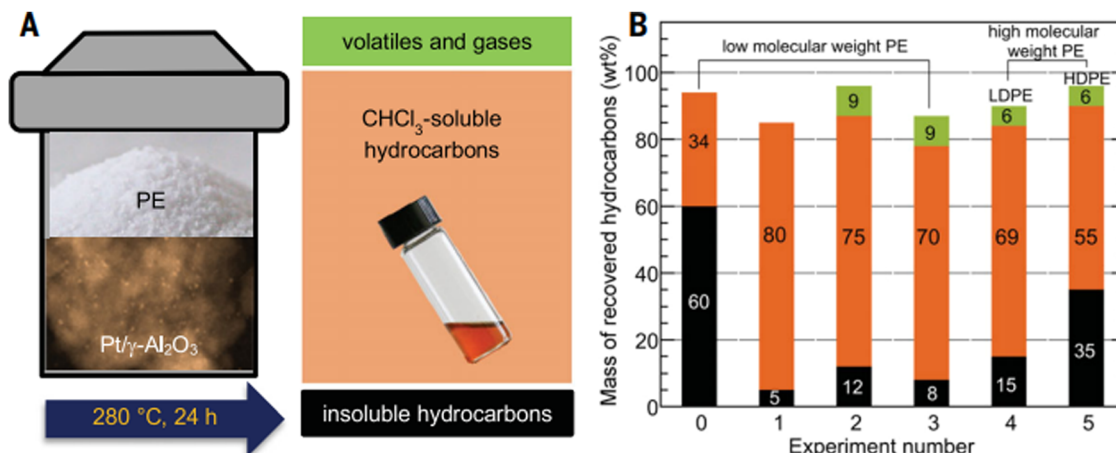 A
PE
Pt/γ-Al₂O₃
280 °C, 24 h
volatiles and gases
CHCl₃-soluble
hydrocarbons
insoluble hydrocarbons
B
Mass of recovered hydrocarbons (wt%)
100
80
60
40
20
0
low molecular weight PE
high molecular
weight PE
LDPE
HDPE
34
60
80
5
9
75
12
9
70
8
6
69
15
6
55
35
0 1 2 3 4 5
Experiment number